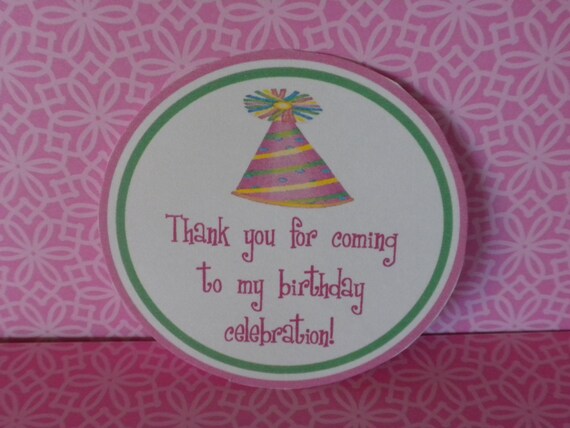 Thank you for coming
to my birthday
celebration!